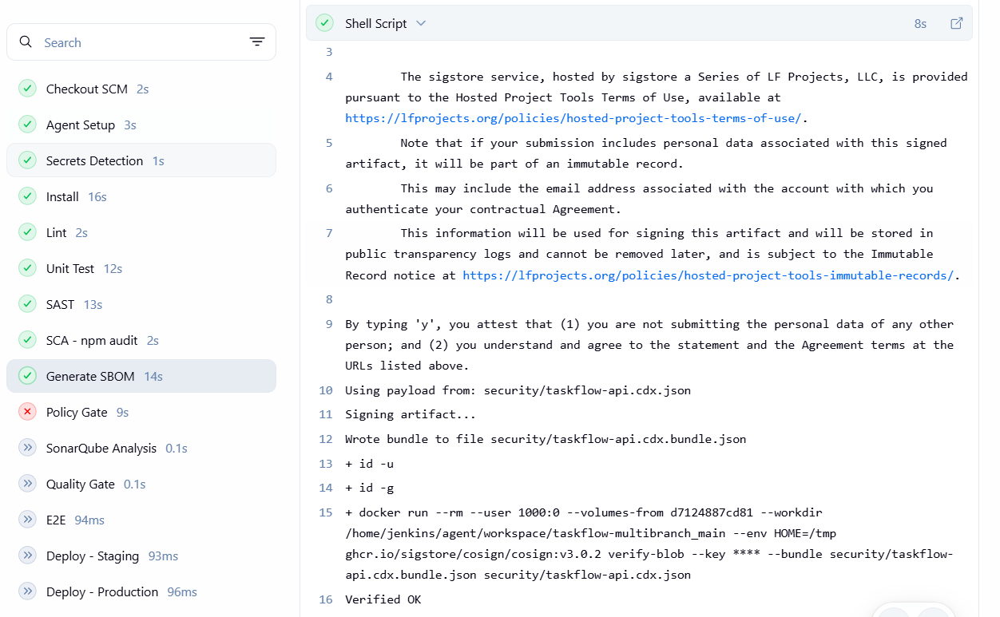 Search
Checkout SCM 2s
Agent Setup 3s
Secrets Detection 1s
Install 16s
Lint 2s
Unit Test 12s
SAST 13s
SCA - npm audit 2s
Generate SBOM 14s
Policy Gate 9s
SonarQube Analysis 0.1s
Quality Gate 0.1s
E2E 94ms
Deploy - Staging 93ms
Deploy - Production 96ms
Shell Script 8s
3
4 The sigstore service, hosted by sigstore a Series of LF Projects, LLC, is provided
pursuant to the Hosted Project Tools Terms of Use, available at
https://lfprojects.org/policies/hosted-project-tools-terms-of-use/.
5 Note that if your submission includes personal data associated with this signed
artifact, it will be part of an immutable record.
6 This may include the email address associated with the account with which you
authenticate your contractual Agreement.
7 This information will be used for signing this artifact and will be stored in
public transparency logs and cannot be removed later, and is subject to the Immutable
Record notice at https://lfprojects.org/policies/hosted-project-tools-immutable-records/.
8
9 By typing 'y', you attest that (1) you are not submitting the personal data of any other
person; and (2) you understand and agree to the statement and the Agreement terms at the
URLs listed above.
10 Using payload from: security/taskflow-api.cdx.json
11 Signing artifact...
12 Wrote bundle to file security/taskflow-api.cdx.bundle.json
13 + id -u
14 + id -g
15 + docker run --rm --user 1000:0 --volumes-from d7124887cd81 --workdir
/home/jenkins/agent/workspace/taskflow-multibranch_main --env HOME=/tmp
ghcr.io/sigstore/cosign/cosign:v3.0.2 verify-blob --key **** --bundle security/taskflow-
api.cdx.bundle.json security/taskflow-api.cdx.json
16 Verified OK